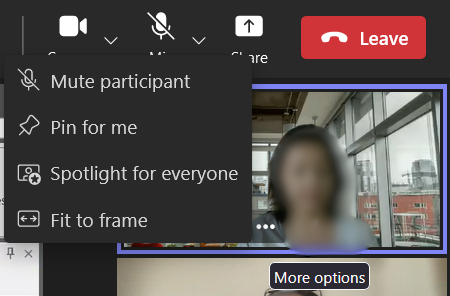 Leave
Share
Mute participant
Pin for me
Spotlight for everyone
Fit to frame
More options